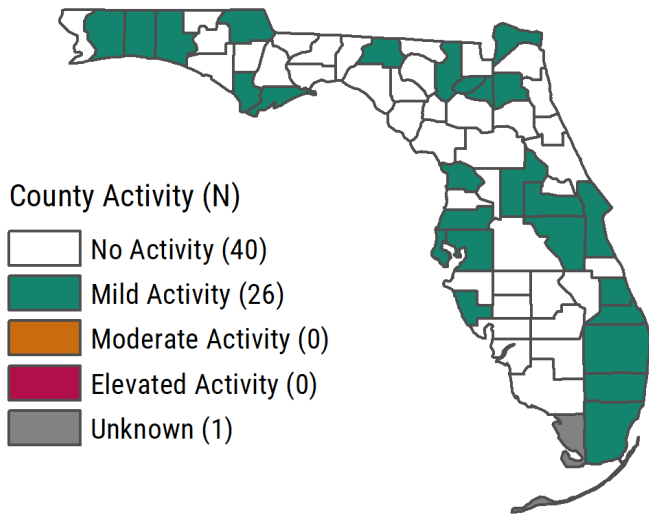 County Activity (N)
No Activity (40)
Mild Activity (26)
Moderate Activity (0)
Elevated Activity (0)
Unknown (1)